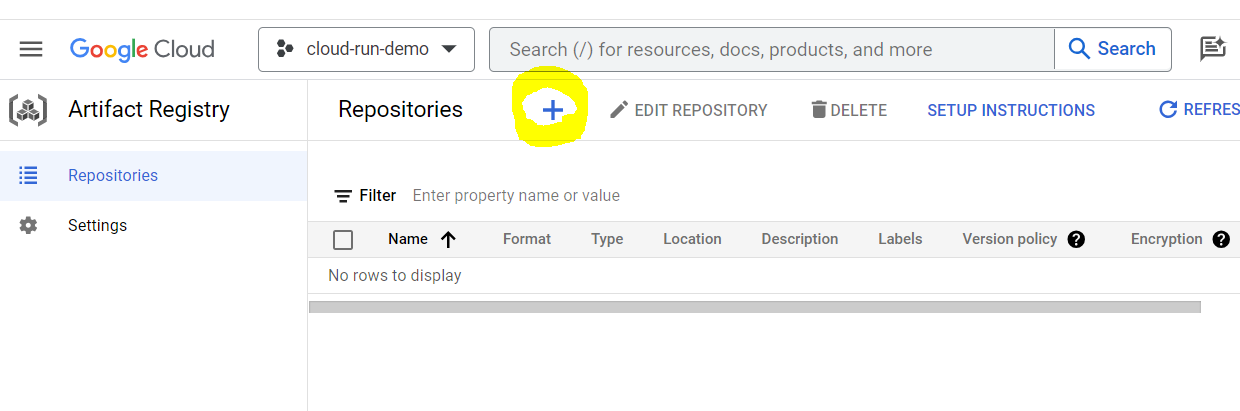 Google Cloud
cloud-run-demo
Search (/) for resources, docs, products, and more
Search
Artifact Registry
Repositories
EDIT REPOSITORY
DELETE
SETUP INSTRUCTIONS
REFRES
Repositories
Settings
Filter Enter property name or value
Name Format Type Location Description Labels Version policy ? Encryption ?
No rows to display